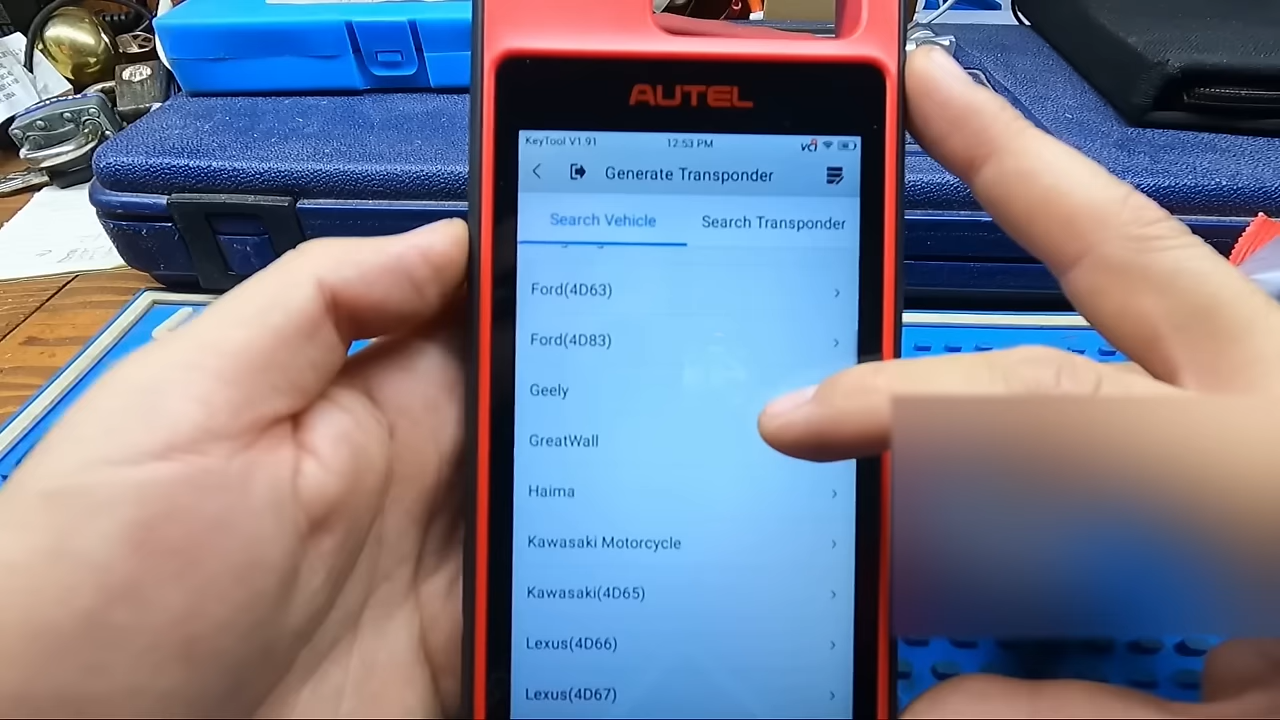 AUTEL
KeyTool V1.91 12:53 PM VCI
Generate Transponder
Search Vehicle Search Transponder
Ford(4D63)
Ford(4D83)
Geely
GreatWall
Haima
Kawasaki Motorcycle
Kawasaki(4D65)
Lexus(4D66)
Lexus(4D67)